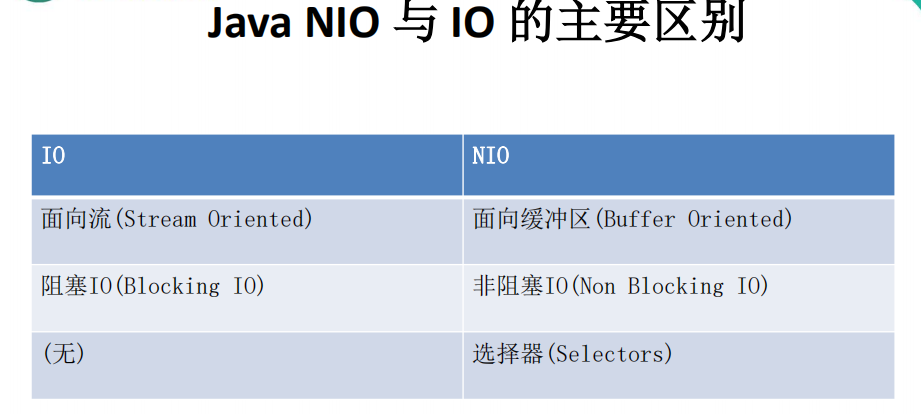 Java NIO 与 IO 的主要区别
IO
NIO
面向流(Stream Oriented)
面向缓冲区(Buffer Oriented)
阻塞IO(Blocking IO)
非阻塞IO(Non Blocking IO)
(无)
选择器(Selectors)